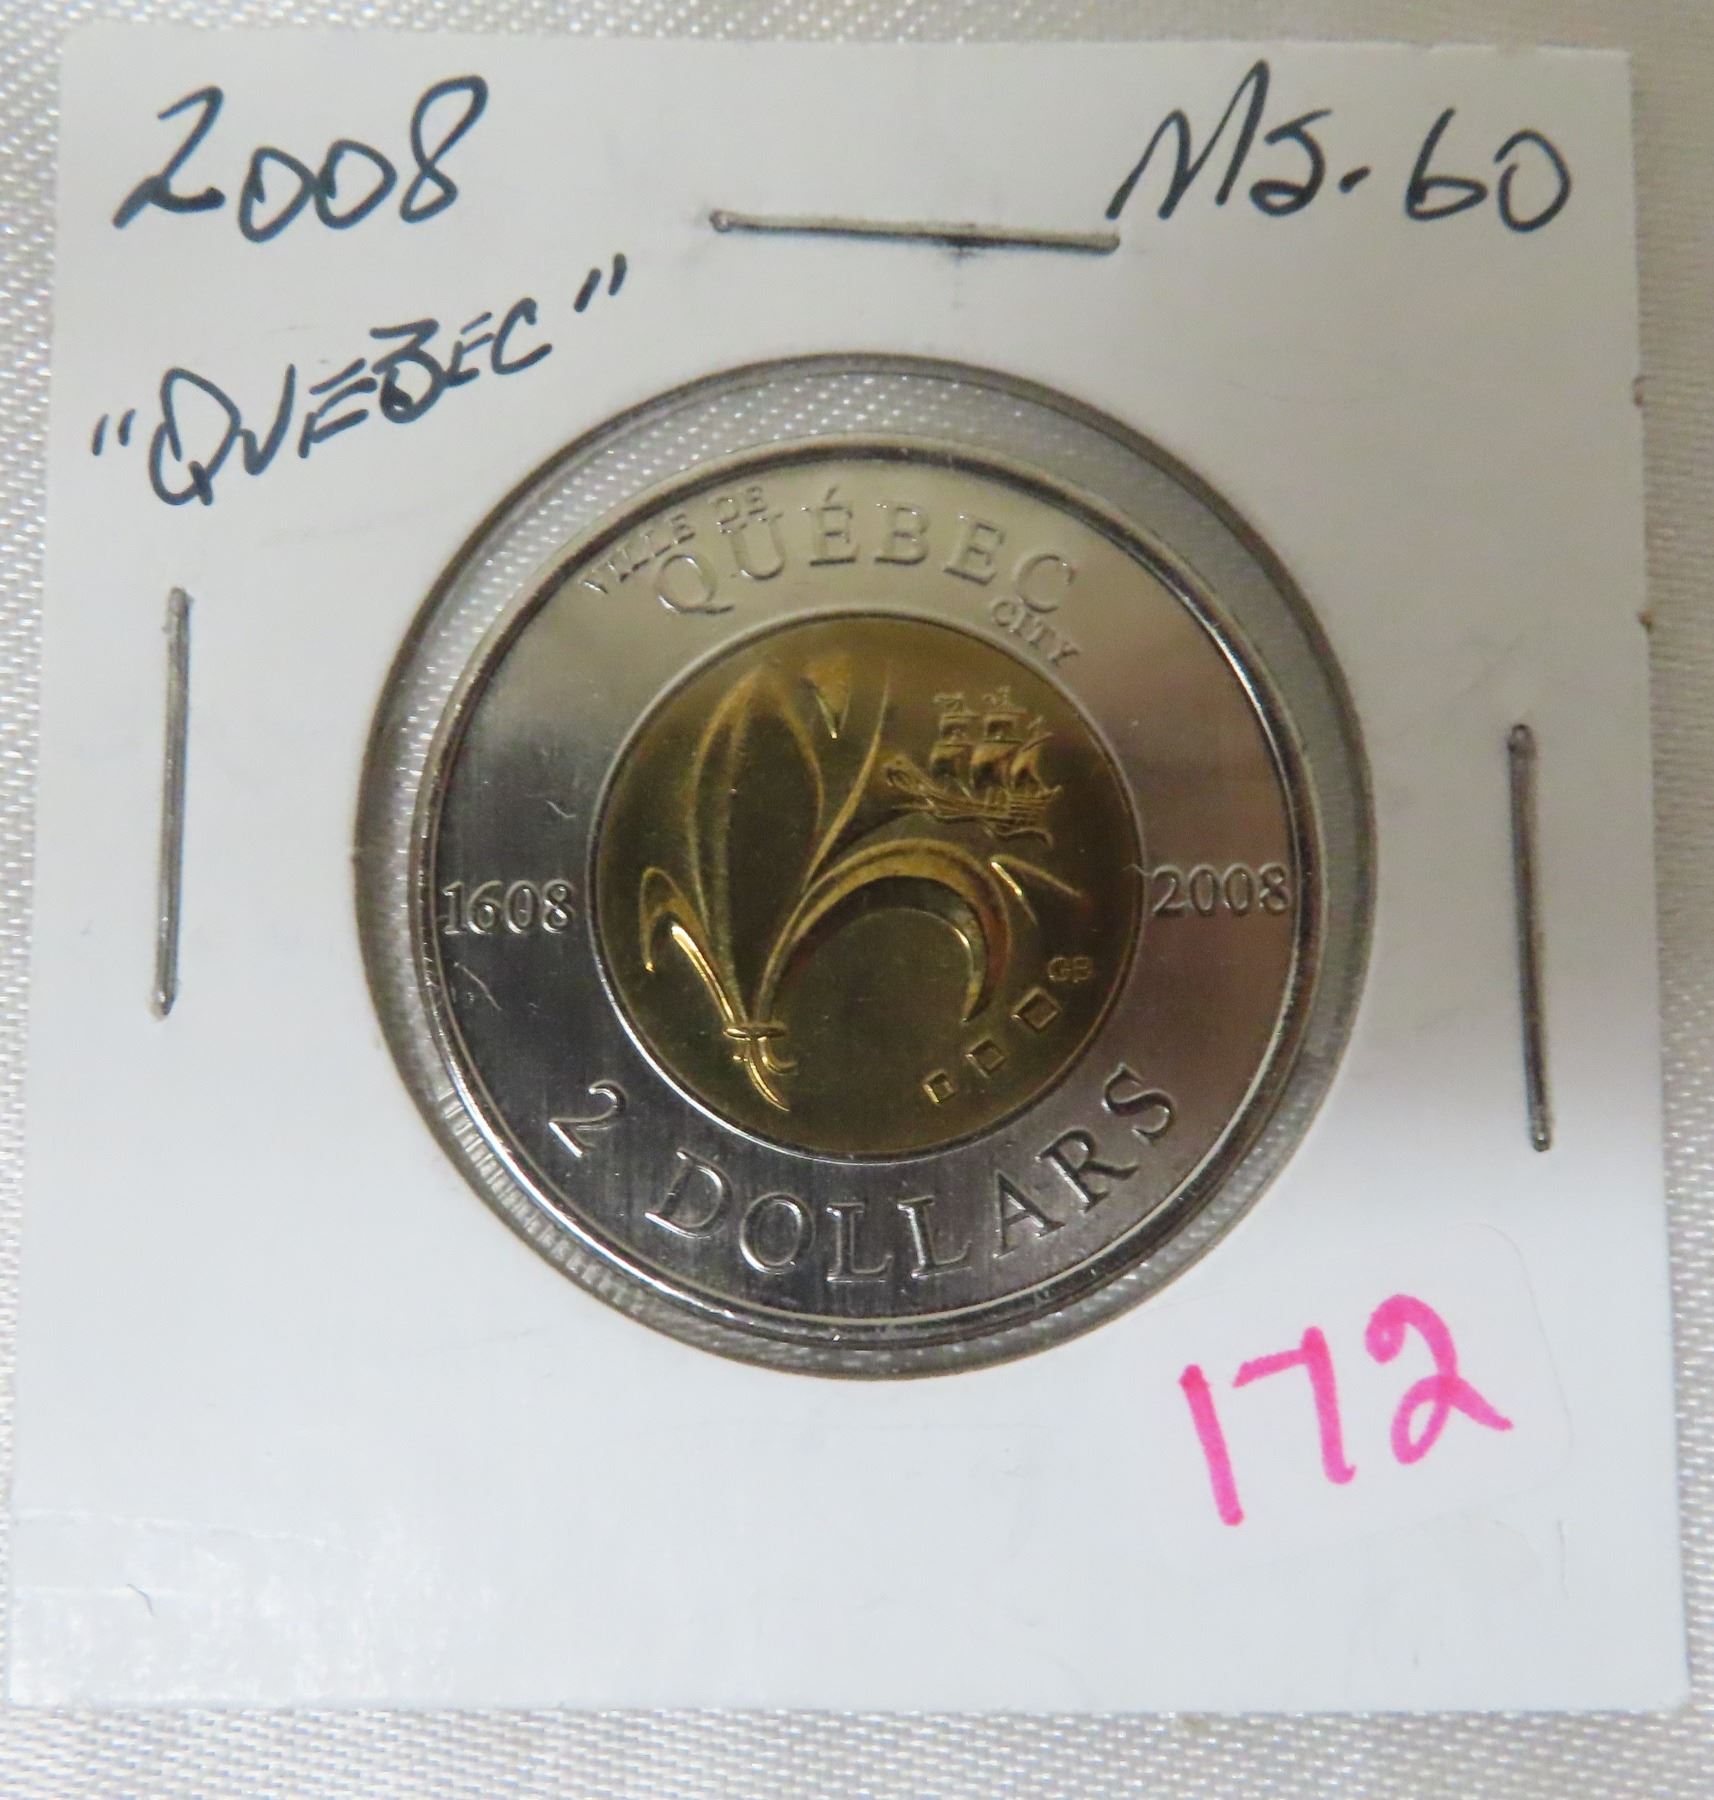 2008
MS-60
"QUEBEC"
VILLE DE
QUÉBEC
CITY
1608
2008
GB
2 DOLLARS
172